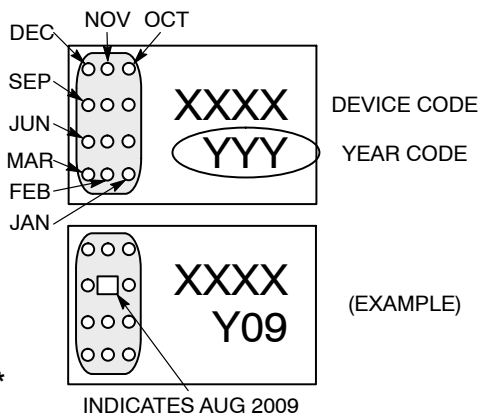 NOV OCT
DEC
SEP
XXXX DEVICE CODE
JUN
YYY YEAR CODE
MAR
FEB
JAN
XXXX
(EXAMPLE)
Y09
*
INDICATES AUG 2009